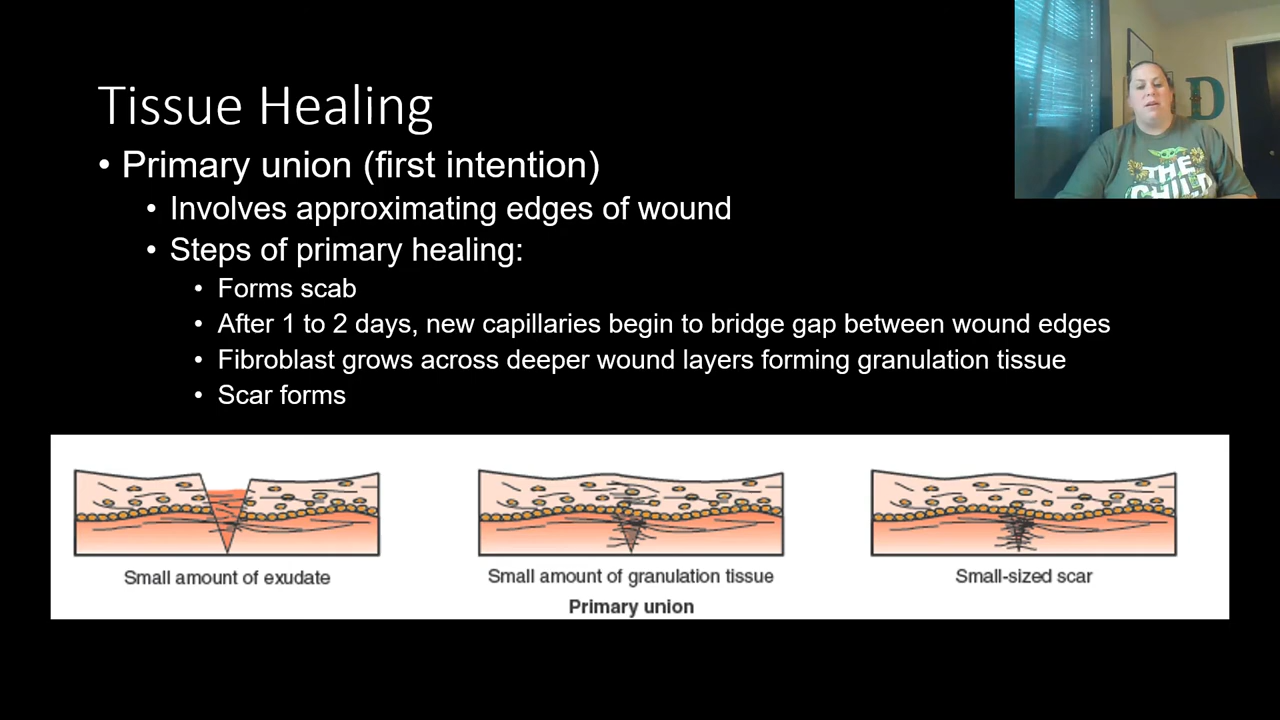 Tissue Healing
• Primary union (first intention)
• Involves approximating edges of wound
• Steps of primary healing:
• Forms scab
• After 1 to 2 days, new capillaries begin to bridge gap between wound edges
• Fibroblast grows across deeper wound layers forming granulation tissue
• Scar forms
Small amount of exudate
Small amount of granulation tissue
Small-sized scar
Primary union
D
THE
CHILD